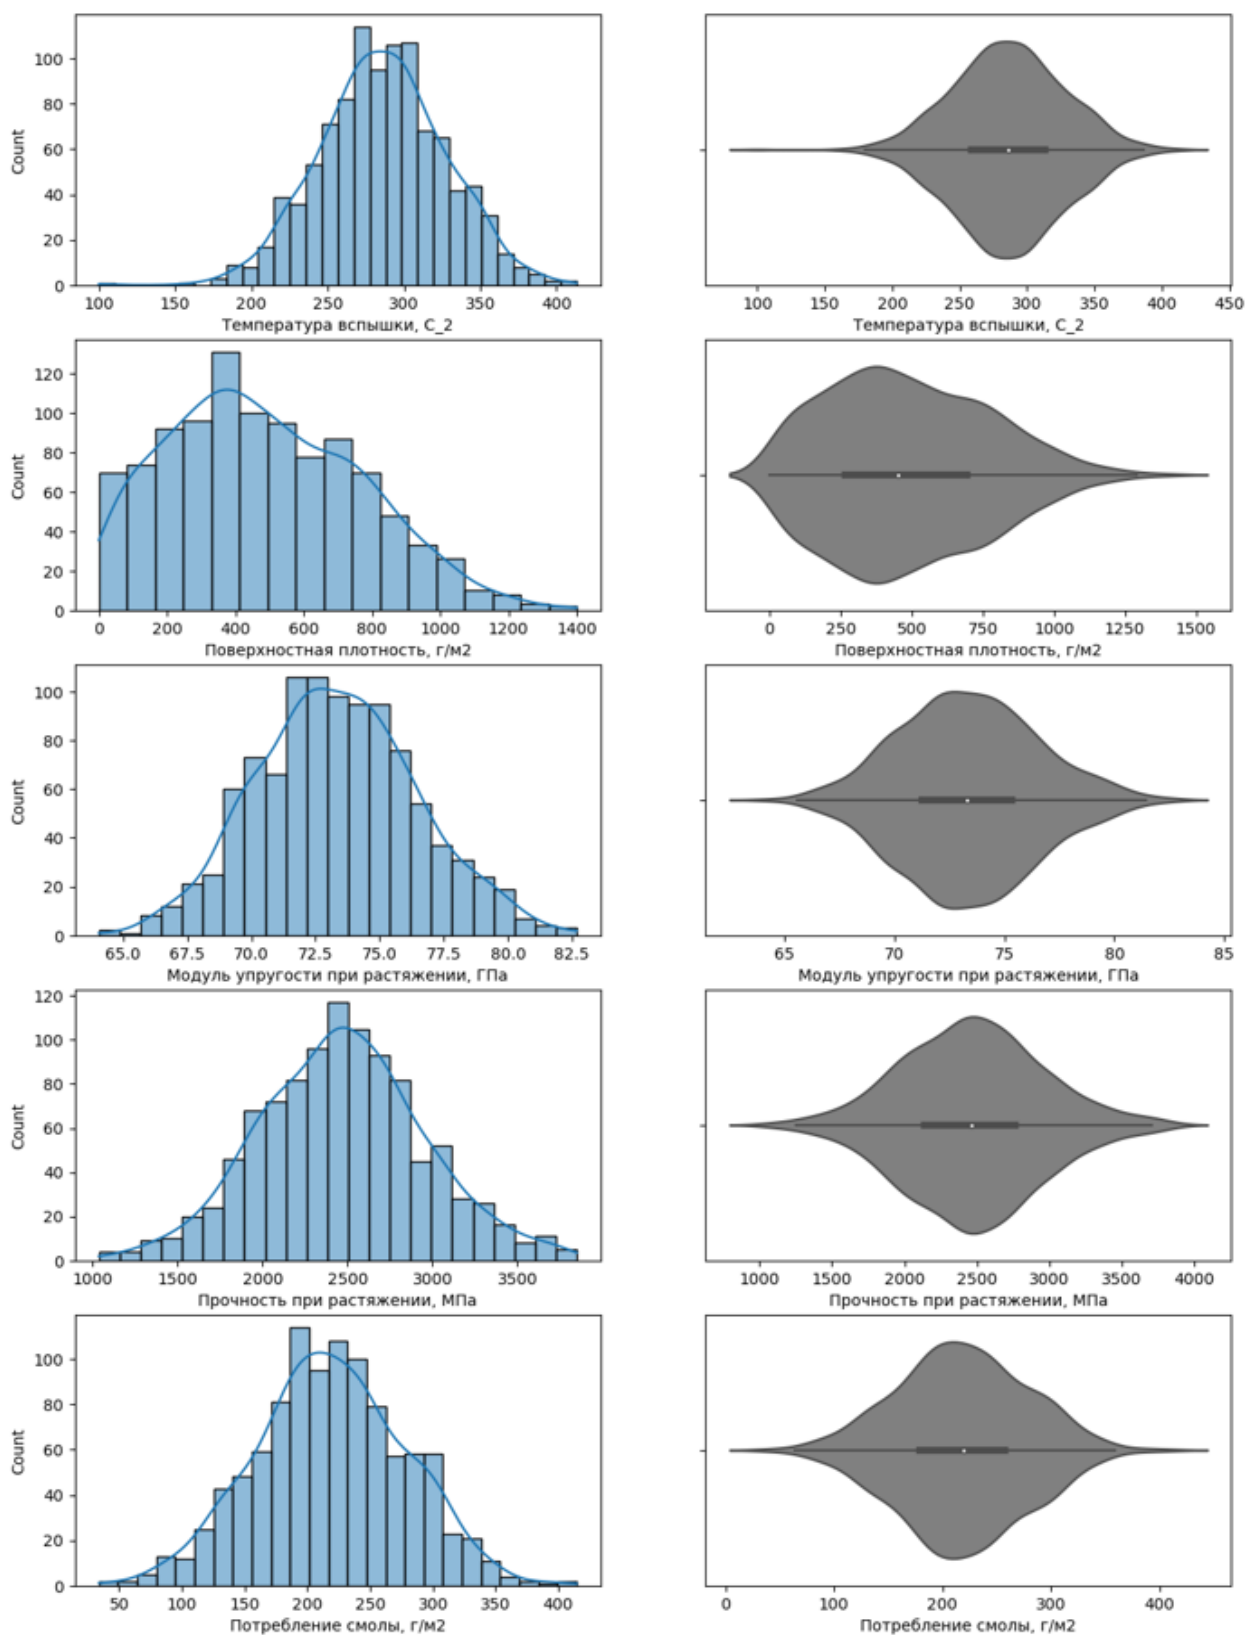 Count
100
80
60
40
20
0
100 150 200 250 300 350 400
Температура вспышки, С_2
100 150 200 250 300 350 400 450
Температура вспышки, С_2
Count
120
100
80
60
40
20
0
0 200 400 600 800 1000 1200 1400
Поверхностная плотность, г/м2
0 250 500 750 1000 1250 1500
Поверхностная плотность, г/м2
Count
100
80
60
40
20
0
65.0 67.5 70.0 72.5 75.0 77.5 80.0 82.5
Модуль упругости при растяжении, ГПа
65 70 75 80 85
Модуль упругости при растяжении, ГПа
Count
120
100
80
60
40
20
0
1000 1500 2000 2500 3000 3500
Прочность при растяжении, МПа
1000 1500 2000 2500 3000 3500 4000
Прочность при растяжении, МПа
Count
100
80
60
40
20
0
50 100 150 200 250 300 350 400
Потребление смолы, г/м2
0 100 200 300 400
Потребление смолы, г/м2